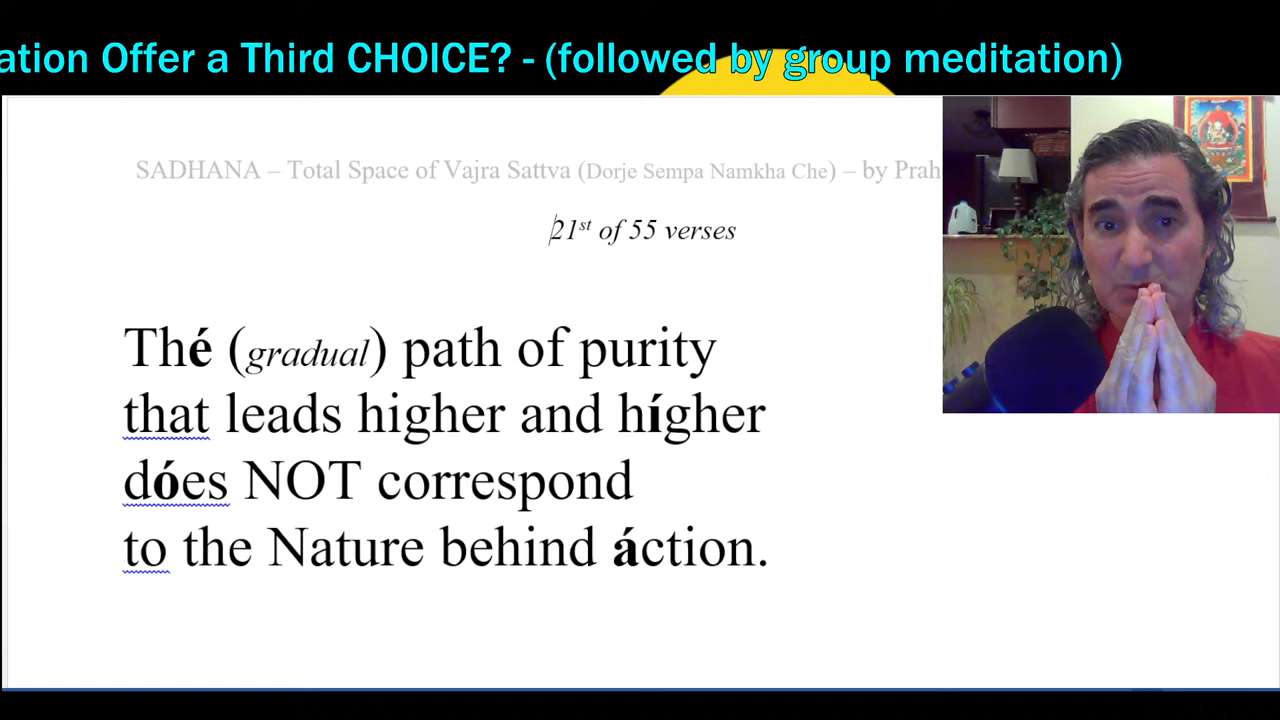 ation Offer a Third CHOICE? - (followed by group meditation)
SADHANA – Total Space of Vajra Sattva (Dorje Sempa Namkha Che) – by Prah
21st of 55 verses
Thé (gradual) path of purity
that leads higher and hígher
dóes NOT correspond
to the Nature behind áction.